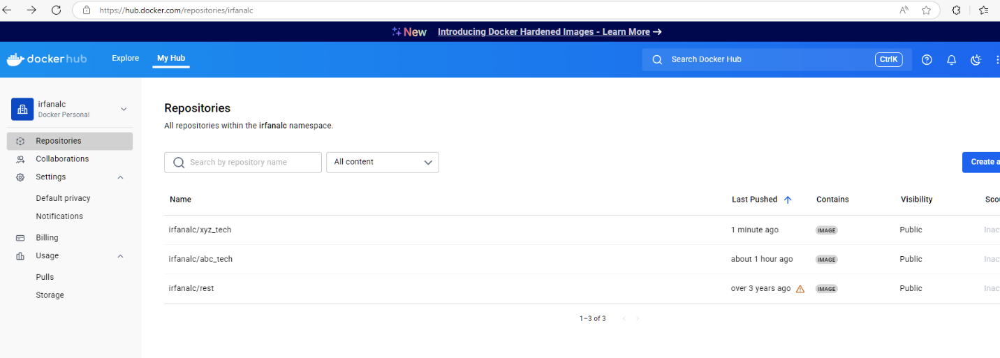 https://hub.docker.com/repositories/irfanalc
New Introducing Docker Hardened Images - Learn More →
dockerhub Explore My Hub Search Docker Hub CtrlK
irfanalc
Docker Personal
Repositories
Collaborations
Settings
Default privacy
Notifications
Billing
Usage
Pulls
Storage
Repositories
All repositories within the irfanalc namespace.
Search by repository name All content Create a
Name Last Pushed Contains Visibility Scou
irfanalc/xyz_tech 1 minute ago IMAGE Public Inac
irfanalc/abc_tech about 1 hour ago IMAGE Public Inac
irfanalc/rest over 3 years ago IMAGE Public Inac
1–3 of 3